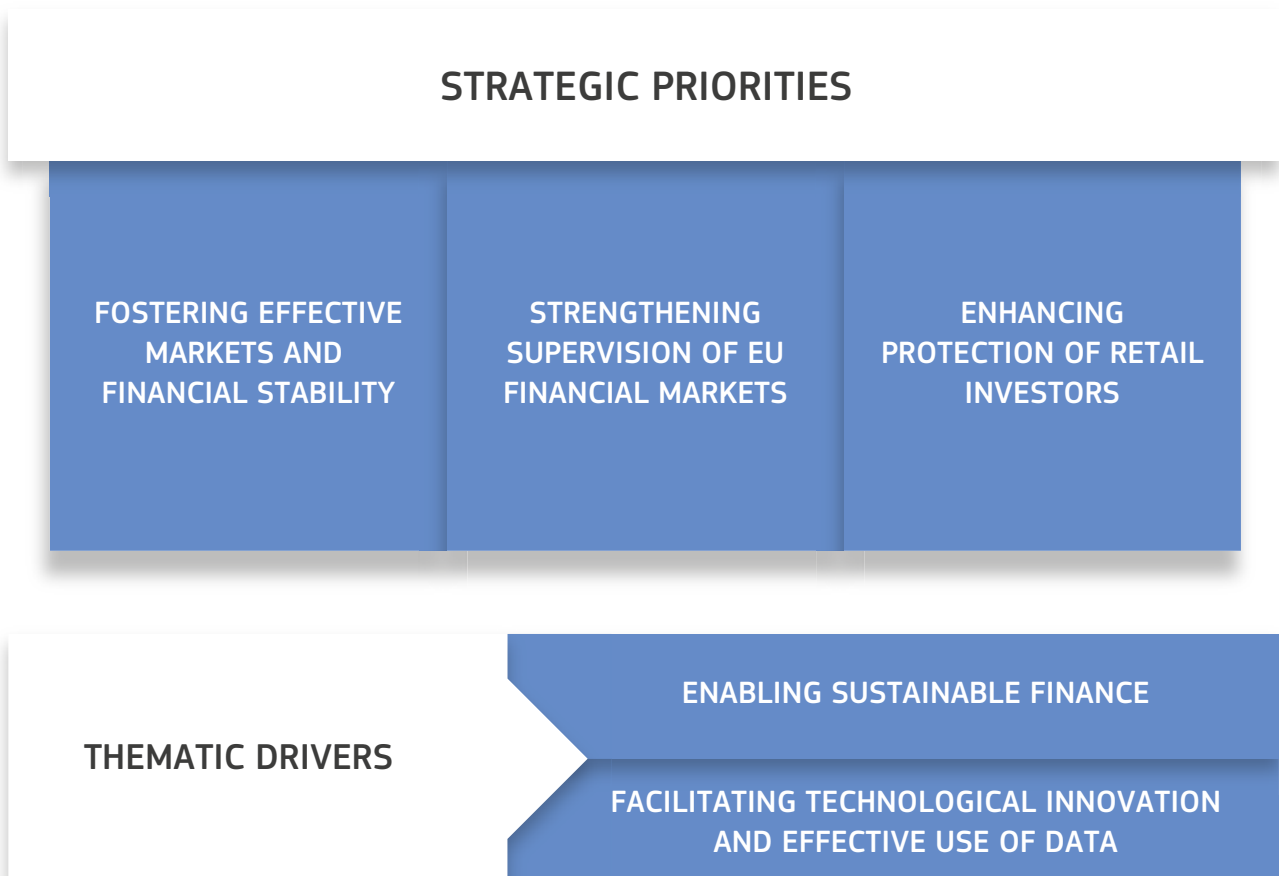 STRATEGIC PRIORITIES
FOSTERING EFFECTIVE
MARKETS AND
FINANCIAL STABILITY
STRENGTHENING
SUPERVISION OF EU
FINANCIAL MARKETS
ENHANCING
PROTECTION OF RETAIL
INVESTORS
THEMATIC DRIVERS
ENABLING SUSTAINABLE FINANCE
FACILITATING TECHNOLOGICAL INNOVATION
AND EFFECTIVE USE OF DATA